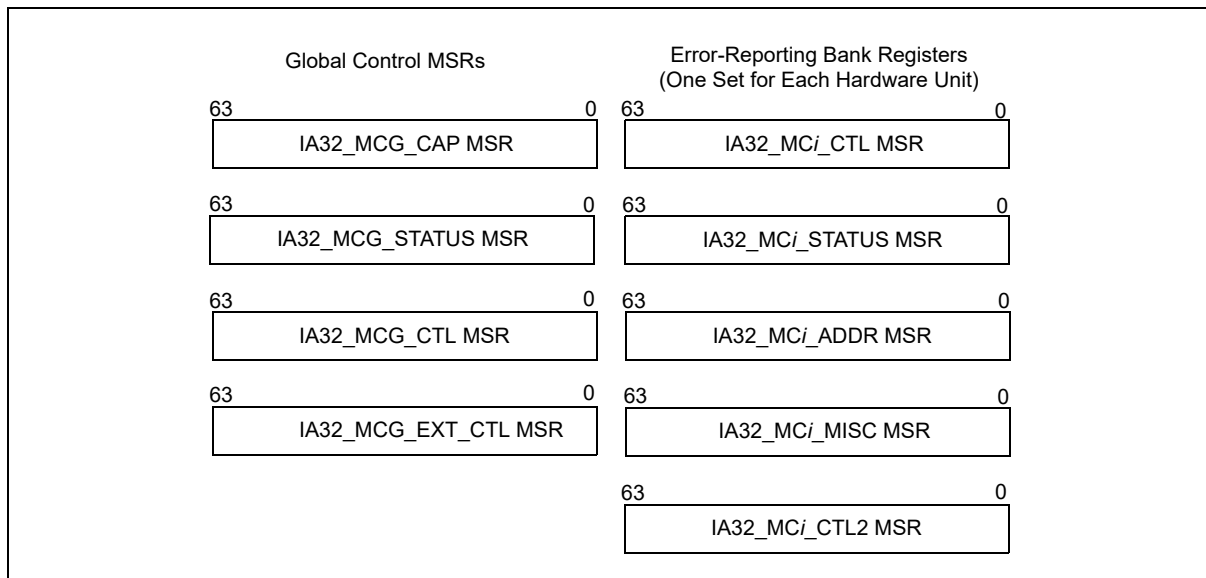 Global Control MSRs
63 0
IA32_MCG_CAP MSR
63 0
IA32_MCG_STATUS MSR
63 0
IA32_MCG_CTL MSR
63 0
IA32_MCG_EXT_CTL MSR
Error-Reporting Bank Registers
(One Set for Each Hardware Unit)
63 0
IA32_MCi_CTL MSR
63 0
IA32_MCi_STATUS MSR
63 0
IA32_MCi_ADDR MSR
63 0
IA32_MCi_MISC MSR
63 0
IA32_MCi_CTL2 MSR